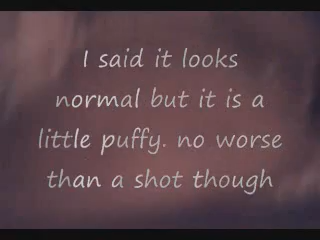 I said it looks
normal but it is a
little puffy. no worse
than a shot though